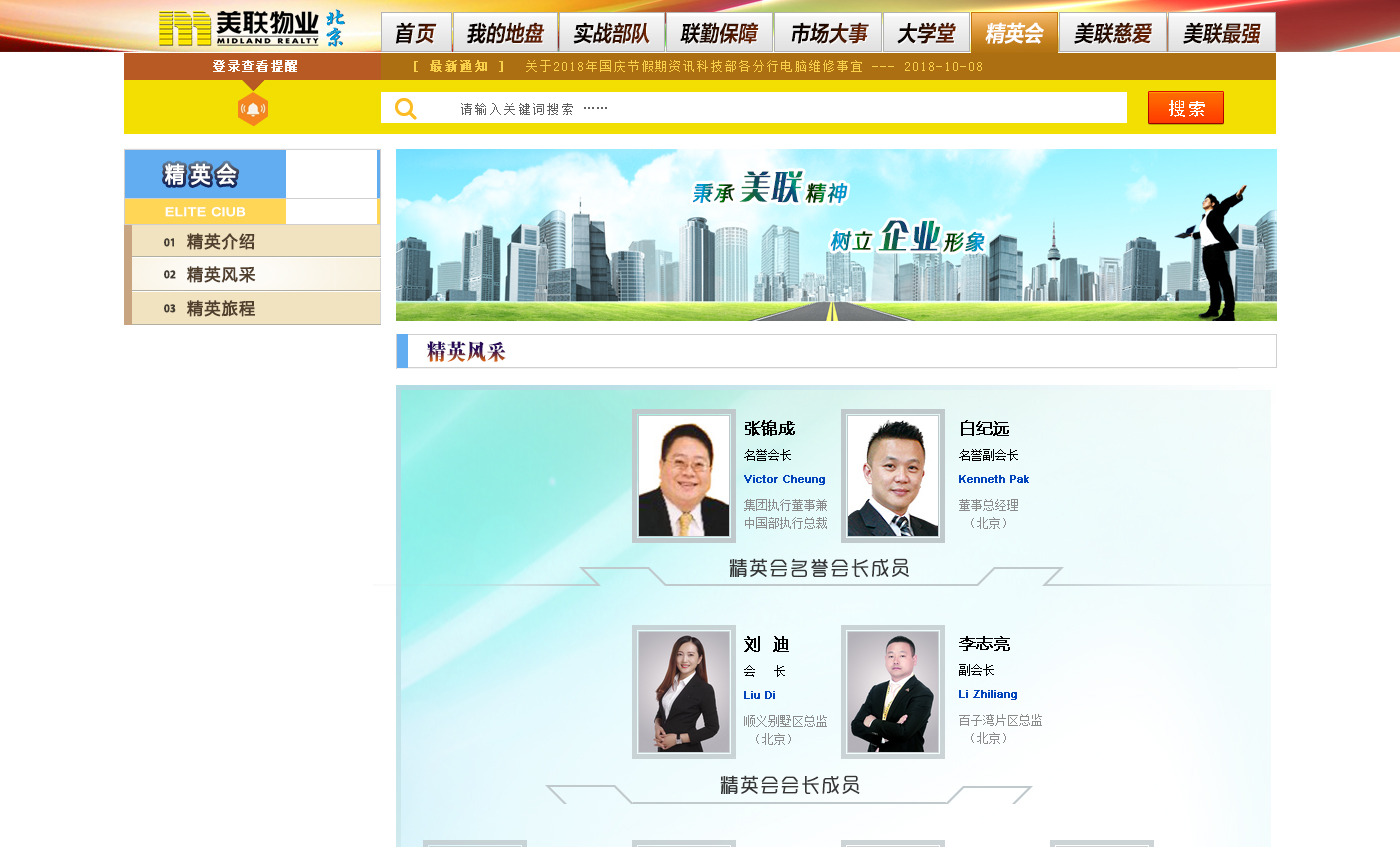 美联物业 北京
MIDLAND REALTY
首页 我的地盘 实战部队 联勤保障 市场大事 大学堂 精英会 美联慈爱 美联最强
登录查看提醒
[ 最新通知 ] 关于2018年国庆节假期资讯科技部各分行电脑维修事宜 --- 2018-10-08
请输入关键词搜索 ……
搜索
精英会
ELITE CIUB
01 精英介绍
02 精英风采
03 精英旅程
秉承 美联 精神
树立 企业 形象
精英风采
张锦成
名誉会长
Victor Cheung
集团执行董事兼
中国部执行总裁
白纪远
名誉副会长
Kenneth Pak
董事总经理
（北京）
精英会名誉会长成员
刘 迪
会 长
Liu Di
顺义别墅区总监
（北京）
李志亮
副会长
Li Zhiliang
百子湾片区总监
（北京）
精英会会长成员